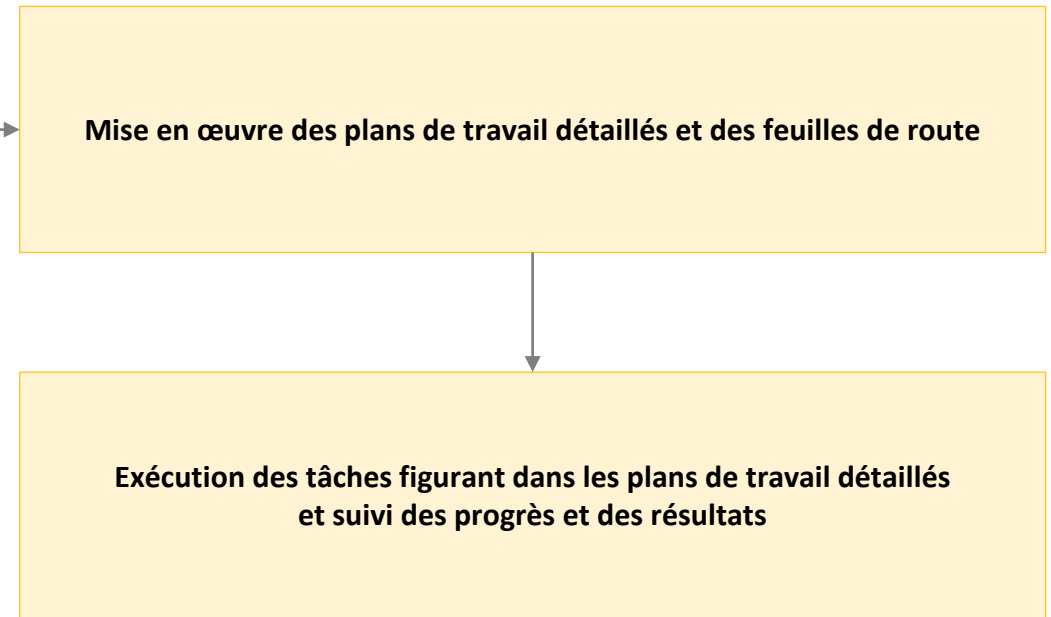 Mise en œuvre des plans de travail détaillés et des feuilles de route
Exécution des tâches figurant dans les plans de travail détaillés
et suivi des progrès et des résultats